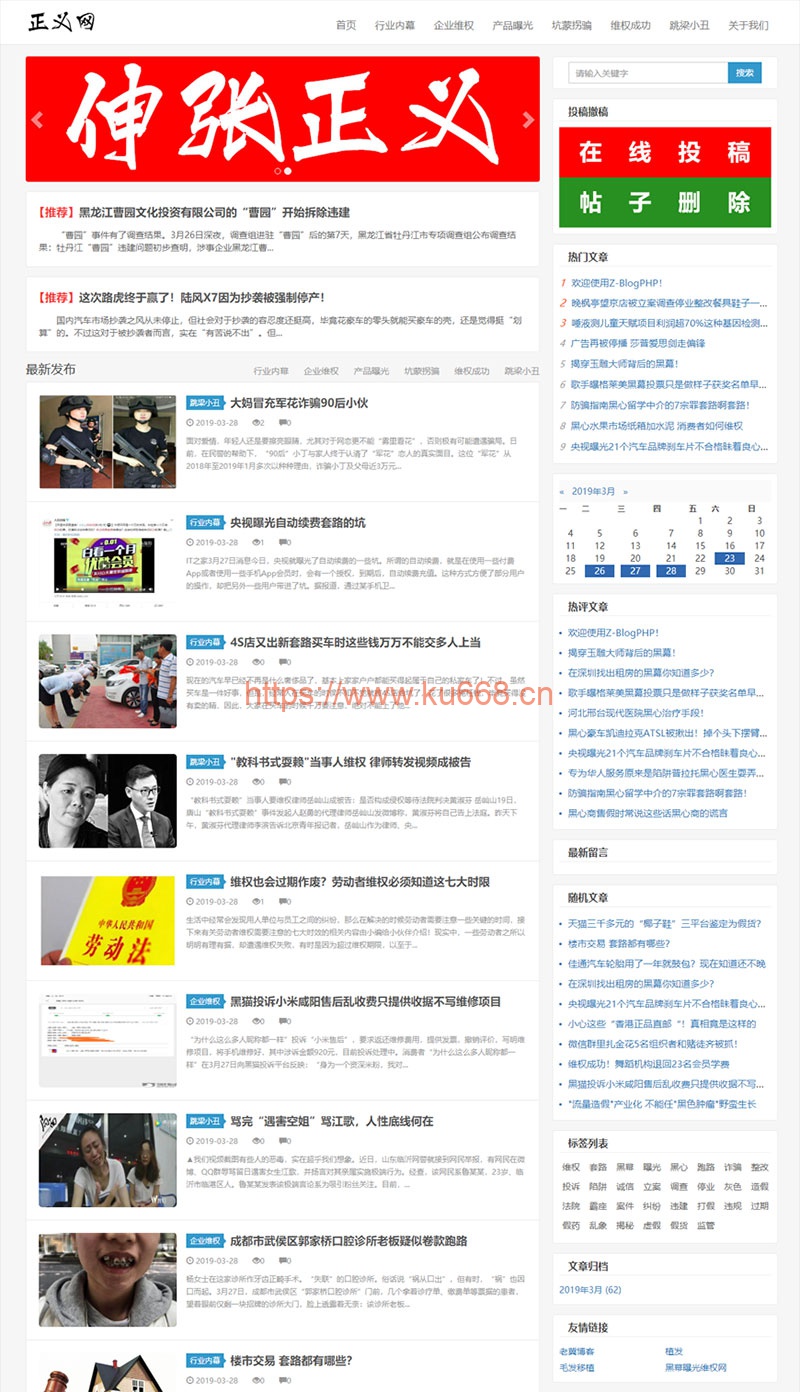 正义网
首页 行业内幕 企业维权 产品曝光 坑蒙拐骗 维权成功 跳梁小丑 关于我们
伸张正义
【推荐】黑龙江曹园文化投资有限公司的“曹园”开始拆除违建
“曹园”事件有了调查结果。3月26日深夜，调查组进驻“曹园”后的第7天，黑龙江省牡丹江市专项调查组公布调查结
果：牡丹江“曹园”违建问题初步查明，涉事企业黑龙江曹...
【推荐】这次路虎终于赢了！陆风X7因为抄袭被强制停产！
国内汽车市场抄袭之风从未停止，但社会对于抄袭的容忍度还挺高，毕竟花豪车的零头就能买豪车的壳，还是觉得挺“划
算”的。不过这对于被抄袭者而言，实在“有苦说不出”。但...
最新发布
行业内幕 企业维权 产品曝光 坑蒙拐骗 维权成功 跳梁小丑
跳梁小丑 大妈冒充军花诈骗90后小伙
2019-03-28 2 0
面对爱情，年轻人还是要擦亮眼睛，尤其对于网恋更不能“雾里看花”，否则极有可能遭遇骗局。日
前，在民警的帮助下，“90后”小丁与家人终于认清了“军花”恋人的真实面目。这位“军花”从
2018年至2019年1月多次以种种理由，诈骗小丁及父母近3万元...
行业内幕 央视曝光自动续费套路的坑
2019-03-28 1 0
IT之家3月27日消息今日，央视就曝光了自动续费的一些坑。所谓的自动续费，就是在使用一些付费
App或者使用一些手机App会员时，会有一个授权，到期后，自动续费充值。这种方式方便了部分用户
的操作，却把另外一些用户带进了坑。据报道，通过某手机卫...
行业内幕 4S店又出新套路买车时这些钱万万不能交多人上当
2019-03-28 0 0
https://www.ku668.cn
跳梁小丑 "教科书式耍赖"当事人维权 律师转发视频成被告
2019-03-28 0 0
“教科书式耍赖”当事人要维权律师岳屾山成被告：是否构成侵权等待法院判决黄淑芬 岳屾山19日，
唐山“教科书式耍赖”事件发起人赵勇的代理律师岳屾山发微博称，黄淑芬将自己告上法庭。昨天下
午，黄淑芬代理律师李滨告诉北京青年报记者，岳屾山作为律师，央...
行业内幕 维权也会过期作废？劳动者维权必须知道这七大时限
2019-03-28 1 0
生活中经常会发现用人单位与员工之间的纠纷，那么在解决的时候劳动者需要注意一些关键的时间，接
下来有关劳动者维权需要注意的七大时效的相关内容由小编给小伙伴介绍！现实中，一些劳动者之所以
明明有理有据，却遭遇维权失败，有时是因为超过维权期限，以至于...
中华人民共和国
劳动法
企业维权 黑猫投诉小米咸阳售后乱收费只提供收据不写维修项目
2019-03-28 0 0
“为什么这么多人昵称都一样”投诉“小米售后”，要求返还维修费用，提供发票，撤销评价，写明维
修项目，将手机维修好，其中涉诉金额920元，目前投诉处理中。消费者“为什么这么多人昵称都一
样”在3月27日向黑猫投诉平台反映：“身为一个资深米粉，我对...
跳梁小丑 骂完“遇害空姐”骂江歌，人性底线何在
2019-03-28 0 0
▲我们视频截图有些人的恶毒，实在超乎我们想象。近日，山东临沂网警就接到网民举报，有网民在微
博、QQ群辱骂留日遇害女生江歌，并扬言对其亲属实施极端行为。经查，该网民系鲁某某，23岁，临
沂市临港区人。鲁某某发表该极端言论系为吸引粉丝关注。目前，...
企业维权 成都市武侯区郭家桥口腔诊所老板疑似卷款跑路
2019-03-28 0 0
杨女士在这家诊所作牙齿正畸手术。“失联”的口腔诊所。俗话说“祸从口出”，但有时，“祸”也因
口而起。3月27日，成都市武侯区“郭家桥口腔诊所”门前，几个拿着诊疗单、缴费单等票据的患者，
望着眼前仅剩一块招牌的诊所大门，脸上透露着无奈：该诊所老板...
行业内幕 楼市交易 套路都有哪些？
2019-03-28 0 0
请输入关键字 搜索
投稿撤稿
在线投稿
帖子删除
热门文章
1 欢迎使用Z-BlogPHP！
2 晚枫亭望京店被立案调查停业整改餐具鞋子一...
3 唾液测儿童天赋项目利润超70%这种基因检测...
4 广告再被停播 莎普爱思剑走偏锋
5 揭穿玉雕大师背后的黑幕！
6 歌手曝格莱美黑幕投票只是做样子获奖名单早...
7 防骗指南黑心留学中介的7宗罪套路啊套路！
8 黑心水果市场纸箱加水泥 消费者如何维权
9 央视曝光21个汽车品牌刹车片不合格昧着良心...
« 2019年3月 »
一 二 三 四 五 六 日
1 2 3
4 5 6 7 8 9 10
11 12 13 14 15 16 17
18 19 20 21 22 23 24
25 26 27 28 29 30 31
热评文章
欢迎使用Z-BlogPHP！
揭穿玉雕大师背后的黑幕！
在深圳找出租房的黑幕你知道多少？
歌手曝格莱美黑幕投票只是做样子获奖名单早...
河北邢台现代医院黑心治疗手段！
黑心豪车凯迪拉克ATSL被揪出！掉个头下摆臂...
央视曝光21个汽车品牌刹车片不合格昧着良心...
专为华人服务原来是陷阱普拉托黑心医生耍弄...
防骗指南黑心留学中介的7宗罪套路啊套路！
黑心商售假时常说这些话黑心商的谎言
最新留言
随机文章
天猫三千多元的“椰子鞋”三平台鉴定为假货？
楼市交易 套路都有哪些？
佳通汽车轮胎用了一年就鼓包？现在知道还不晚
在深圳找出租房的黑幕你知道多少？
央视曝光21个汽车品牌刹车片不合格昧着良心...
小心这些“香港正品直邮“！真相竟是这样的
微信群里扎金花5名组织者和赌徒齐被抓！
维权成功！舞蹈机构退回23名会员学费
黑猫投诉小米咸阳售后乱收费只提供收据不写...
"流量造假"产业化 不能任"黑色肿瘤"野蛮生长
标签列表
维权 套路 黑幕 曝光 黑心 跑路 诈骗 整改
投诉 陷阱 诚信 立案 调查 停业 灰色 造假
法院 霸座 案件 纠纷 违建 打假 违规 过期
假药 乱象 揭秘 虚假 假货 监管
文章归档
2019年3月 (62)
友情链接
老黄博客 植发
毛发移植 黑幕曝光维权网